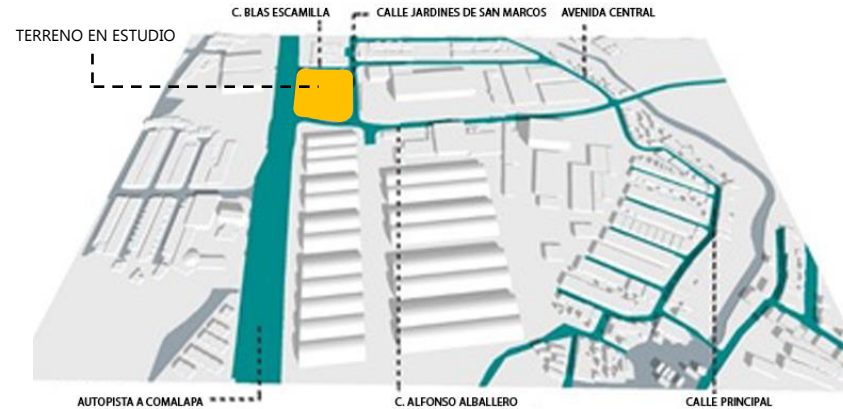 C. BLAS ESCAMILLA
CALLE JARDINES DE SAN MARCOS
AVENIDA CENTRAL
TERRENO EN ESTUDIO
AUTOPISTA A COMALAPA
C. ALFONSO ALBALLERO
CALLE PRINCIPAL